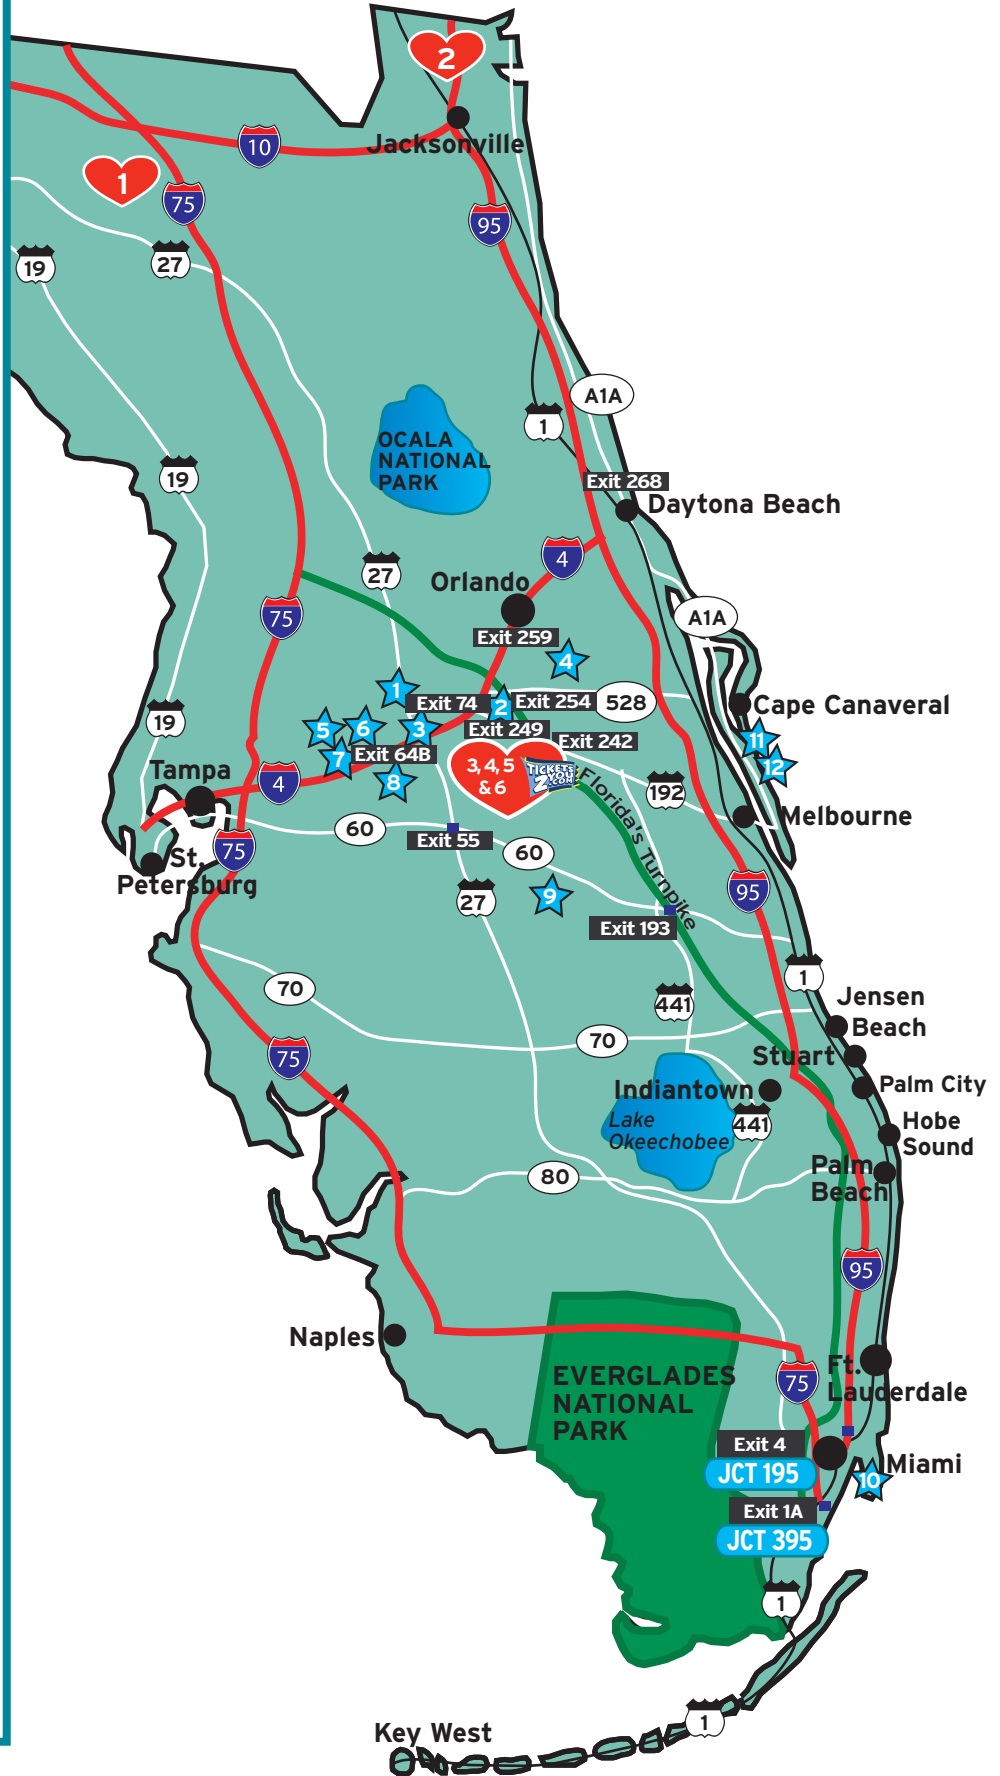 2
Jacksonville
10
1
75
95
27
19
A1A
1
OCALA
NATIONAL
PARK
19
Exit 268
Daytona Beach
4
27
Orlando
75
A1A
Exit 259
4
1
Exit 74
2
Exit 254
528
Cape Canaveral
19
5
6
3
Exit 249
11
Exit 242
7
Exit 64B
12
Tampa
3, 4, 5
& 6
TICKETS
2
YOU
.COM
4
8
192
Florida's Turnpike
Melbourne
60
75
Exit 55
60
St.
Petersburg
95
27
9
Exit 193
1
70
441
Jensen
Beach
70
75
Stuart
Indiantown
Palm City
Lake
Okeechobee
441
Hobe
Sound
80
Palm
Beach
95
Naples
Ft.
Lauderdale
EVERGLADES
NATIONAL
PARK
75
Exit 4
Miami
JCT 195
10
Exit 1A
JCT 395
1
1
Key West